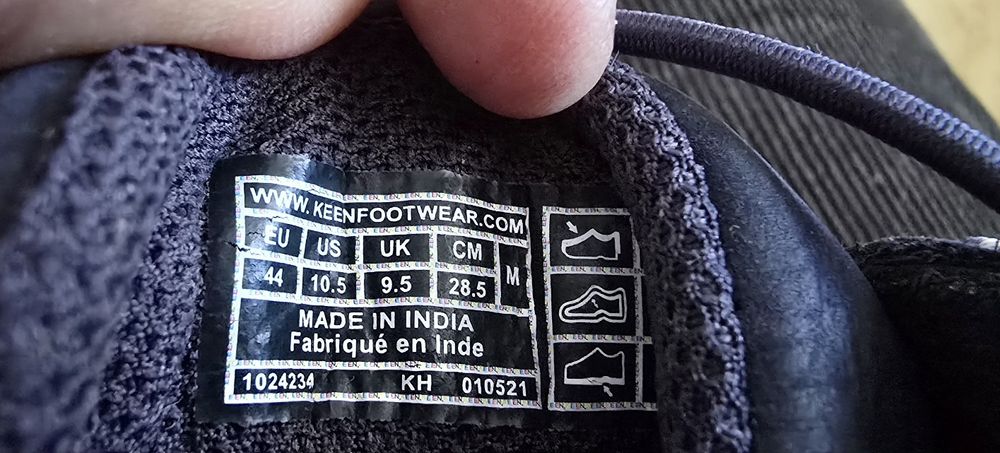 WWW.KEENFOOTWEAR.COM
EU US UK CM M
44 10.5 9.5 28.5
MADE IN INDIA
Fabriqué en Inde
1024234 KH 010521